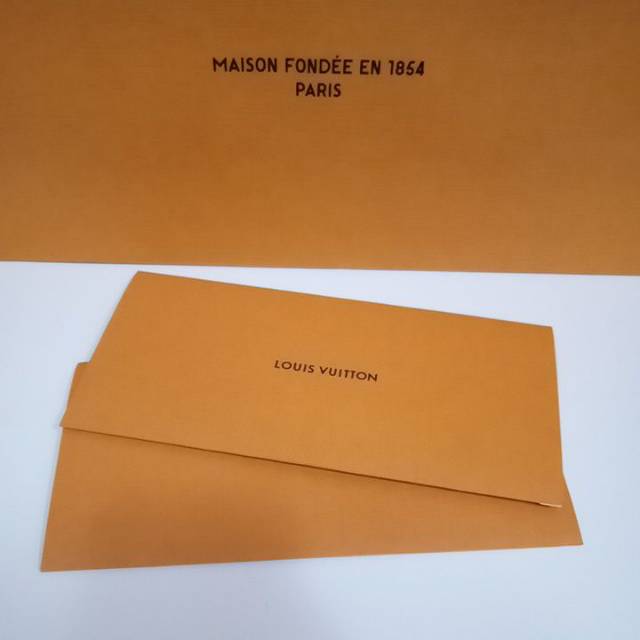 MAISON FONDÉE EN 1854
PARIS
LOUIS VUITTON